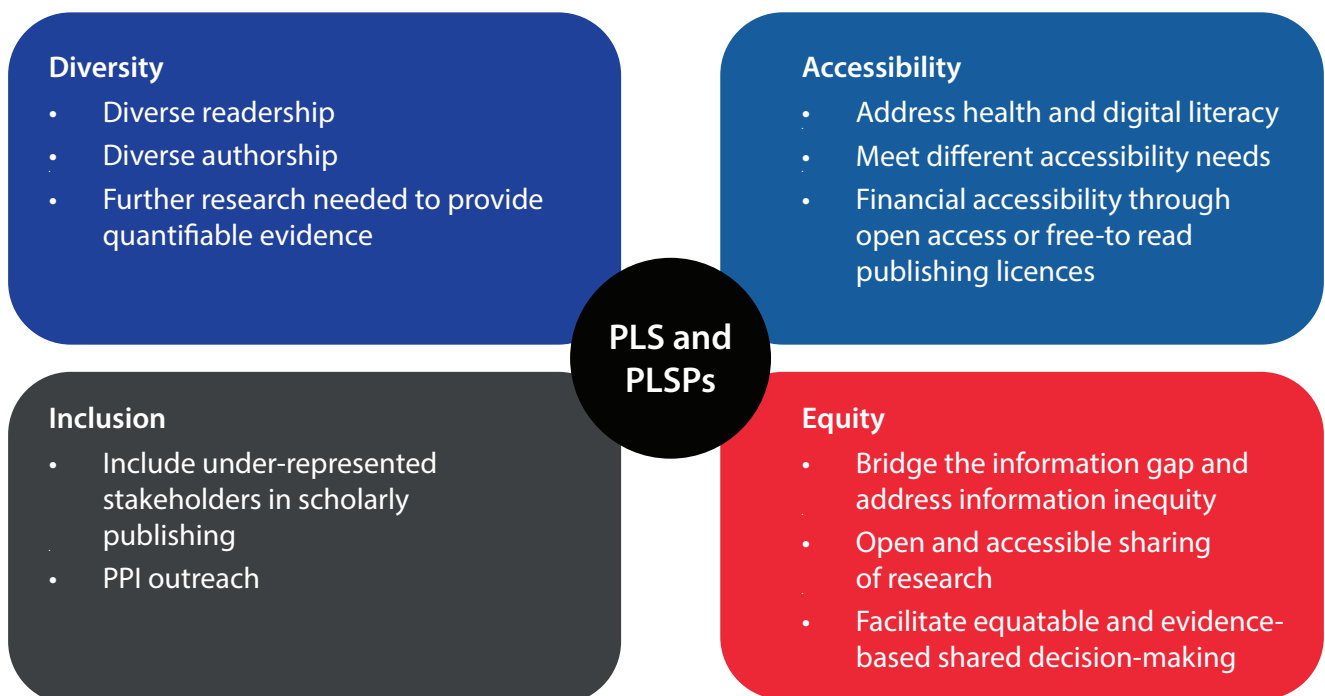 Diversity
• Diverse readership
• Diverse authorship
• Further research needed to provide
quantifiable evidence
Accessibility
• Address health and digital literacy
• Meet different accessibility needs
• Financial accessibility through
open access or free-to read
publishing licences
PLS and
PLSPs
Inclusion
• Include under-represented
stakeholders in scholarly
publishing
• PPI outreach
Equity
• Bridge the information gap and
address information inequity
• Open and accessible sharing
of research
• Facilitate equatable and evidence-
based shared decision-making